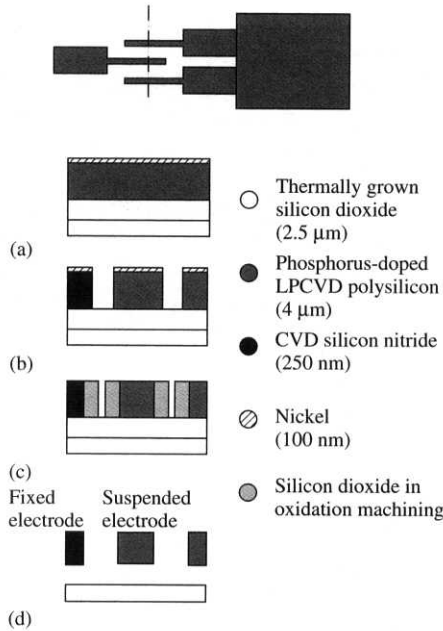 (a)
Thermally grown
silicon dioxide
(2.5 μm)
Phosphorus-doped
LPCVD polysilicon
(4 μm)
(b)
CVD silicon nitride
(250 nm)
Nickel
(100 nm)
(c)
Silicon dioxide in
oxidation machining
Fixed
electrode
Suspended
electrode
(d)